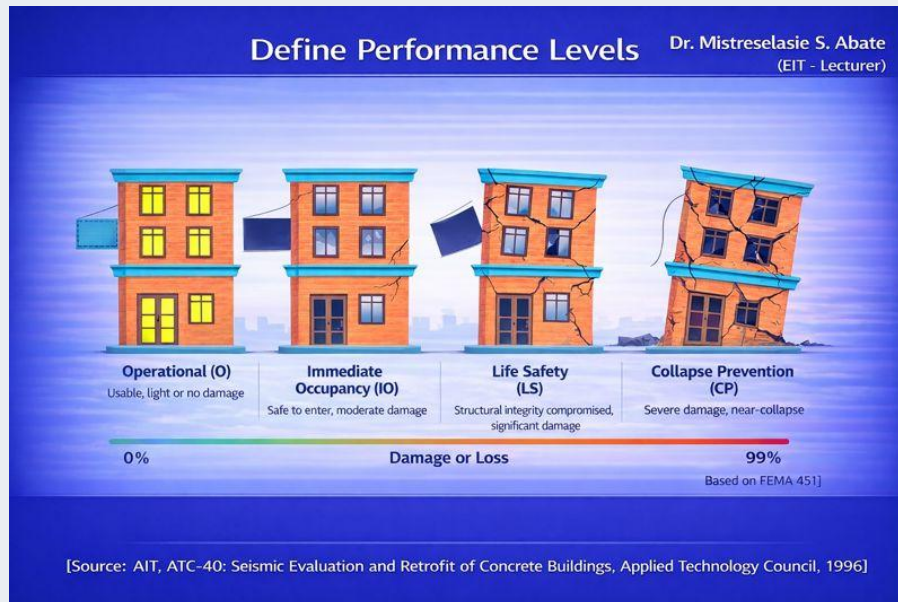 Define Performance Levels
Dr. Mistreselasie S. Abate
(EIT - Lecturer)
Operational (O)
Usable, light or no damage
Immediate
Occupancy (IO)
Safe to enter, moderate damage
Life Safety
(LS)
Structural integrity compromised,
significant damage
Collapse Prevention
(CP)
Severe damage, near-collapse
0%
Damage or Loss
99%
Based on FEMA 451]
[Source: AIT, ATC-40: Seismic Evaluation and Retrofit of Concrete Buildings, Applied Technology Council, 1996]